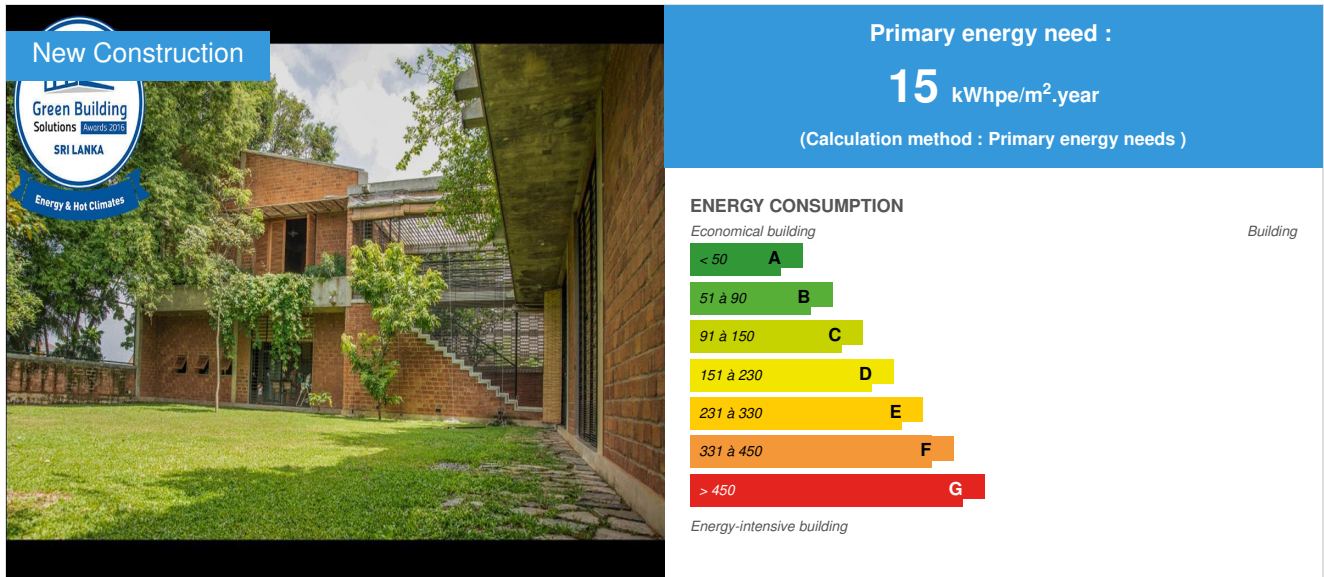 New Construction
Green Building
Solutions Awards 2016
SRI LANKA
Energy & Hot Climates
Primary energy need :
15 kWhpe/m².year
(Calculation method : Primary energy needs )
ENERGY CONSUMPTION
Economical building
Building
< 50 A
51 à 90 B
91 à 150 C
151 à 230 D
231 à 330 E
331 à 450 F
> 450 G
Energy-intensive building